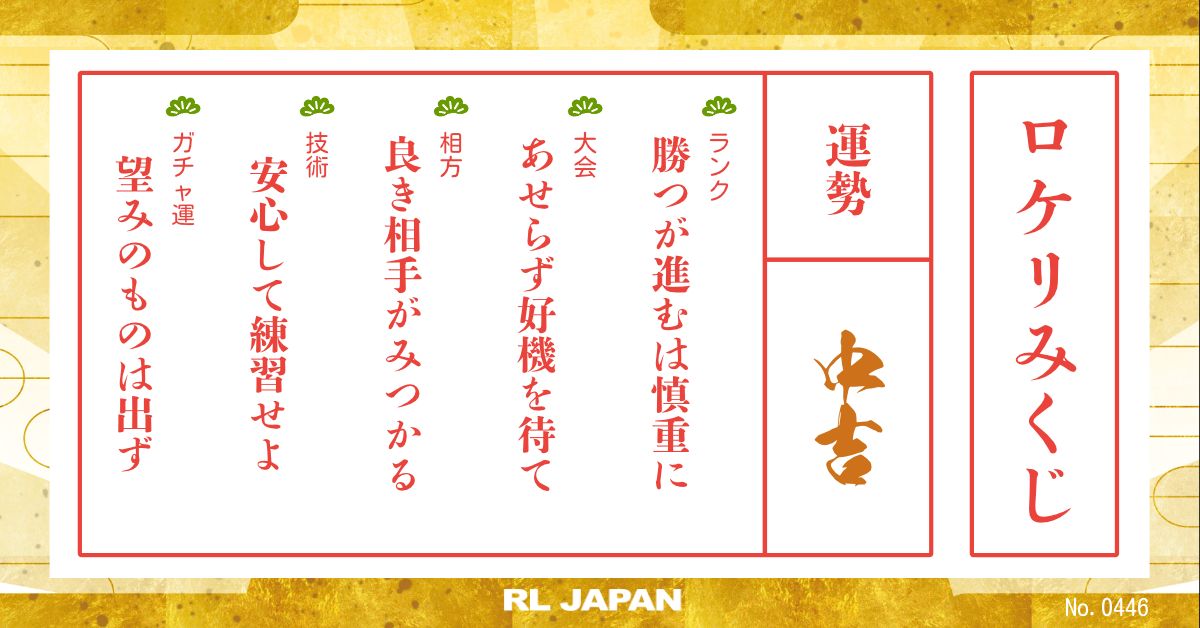 ロケリみくじ
運勢
中吉
ランク
勝つが進むは慎重に
大会
あせらず好機を待て
相方
良き相手がみつかる
技術
安心して練習せよ
ガチャ運
望みのものは出ず
RL JAPAN
No. 0446